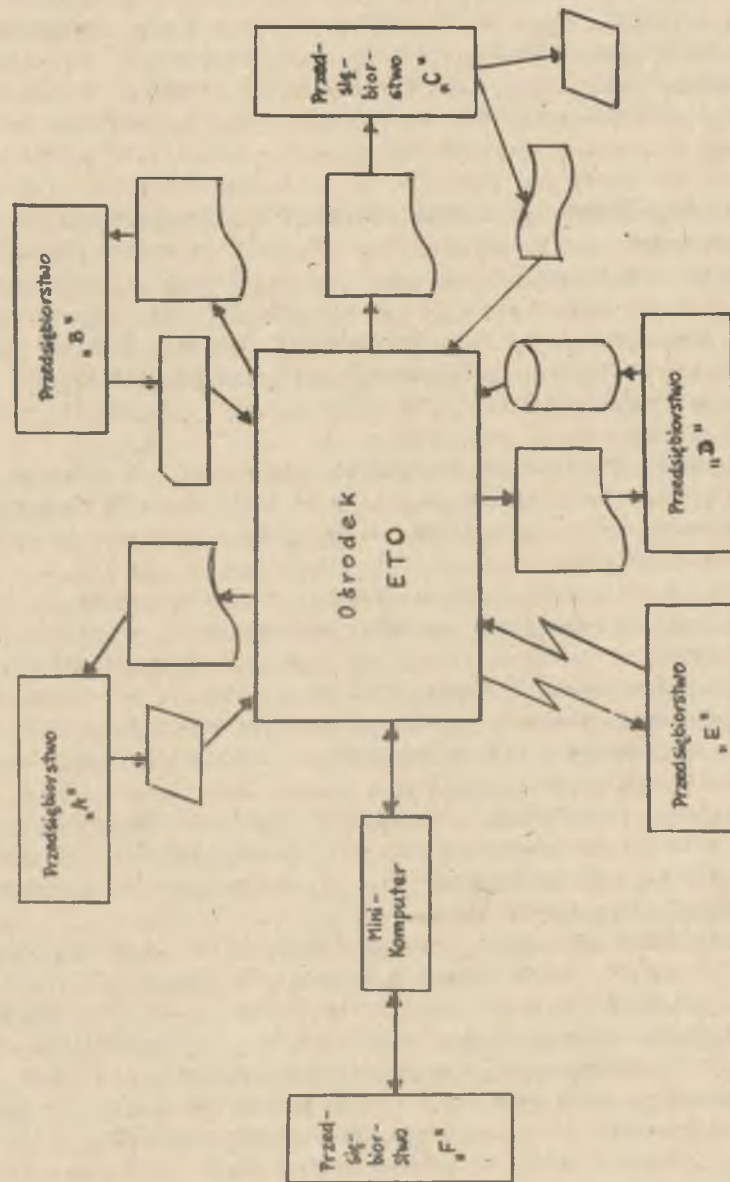 Przedsiębiorstwo
„A"
Przedsiębiorstwo
„B"
Przed-
się-
bior-
stwo
„C"
Ośrodek
ETO
Mini-
Komputer
Przed-
się-
bior-
stwo
„F"
Przedsiębiorstwo
„E"
Przedsiębiorstwo
„D"